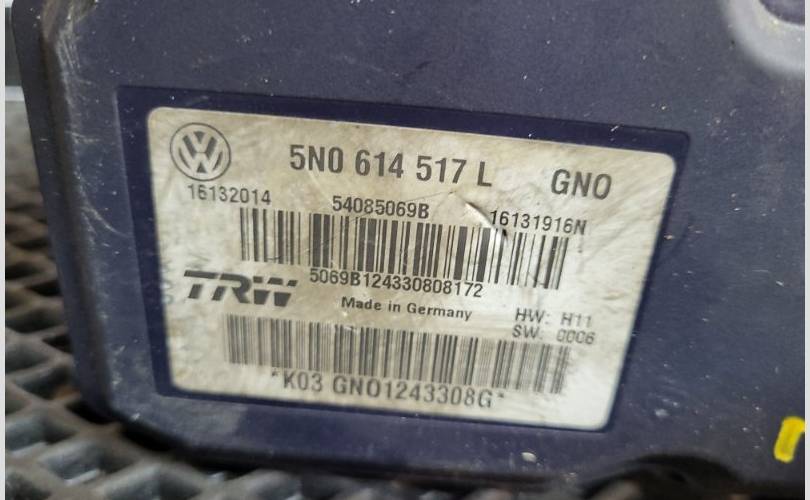 5N0 614 517 L GNO
16132014 54085069B 16131916N
5069B124330808172
TRW
Made in Germany
HW: H11
SW: 0006
*K03 GNO1243308G*